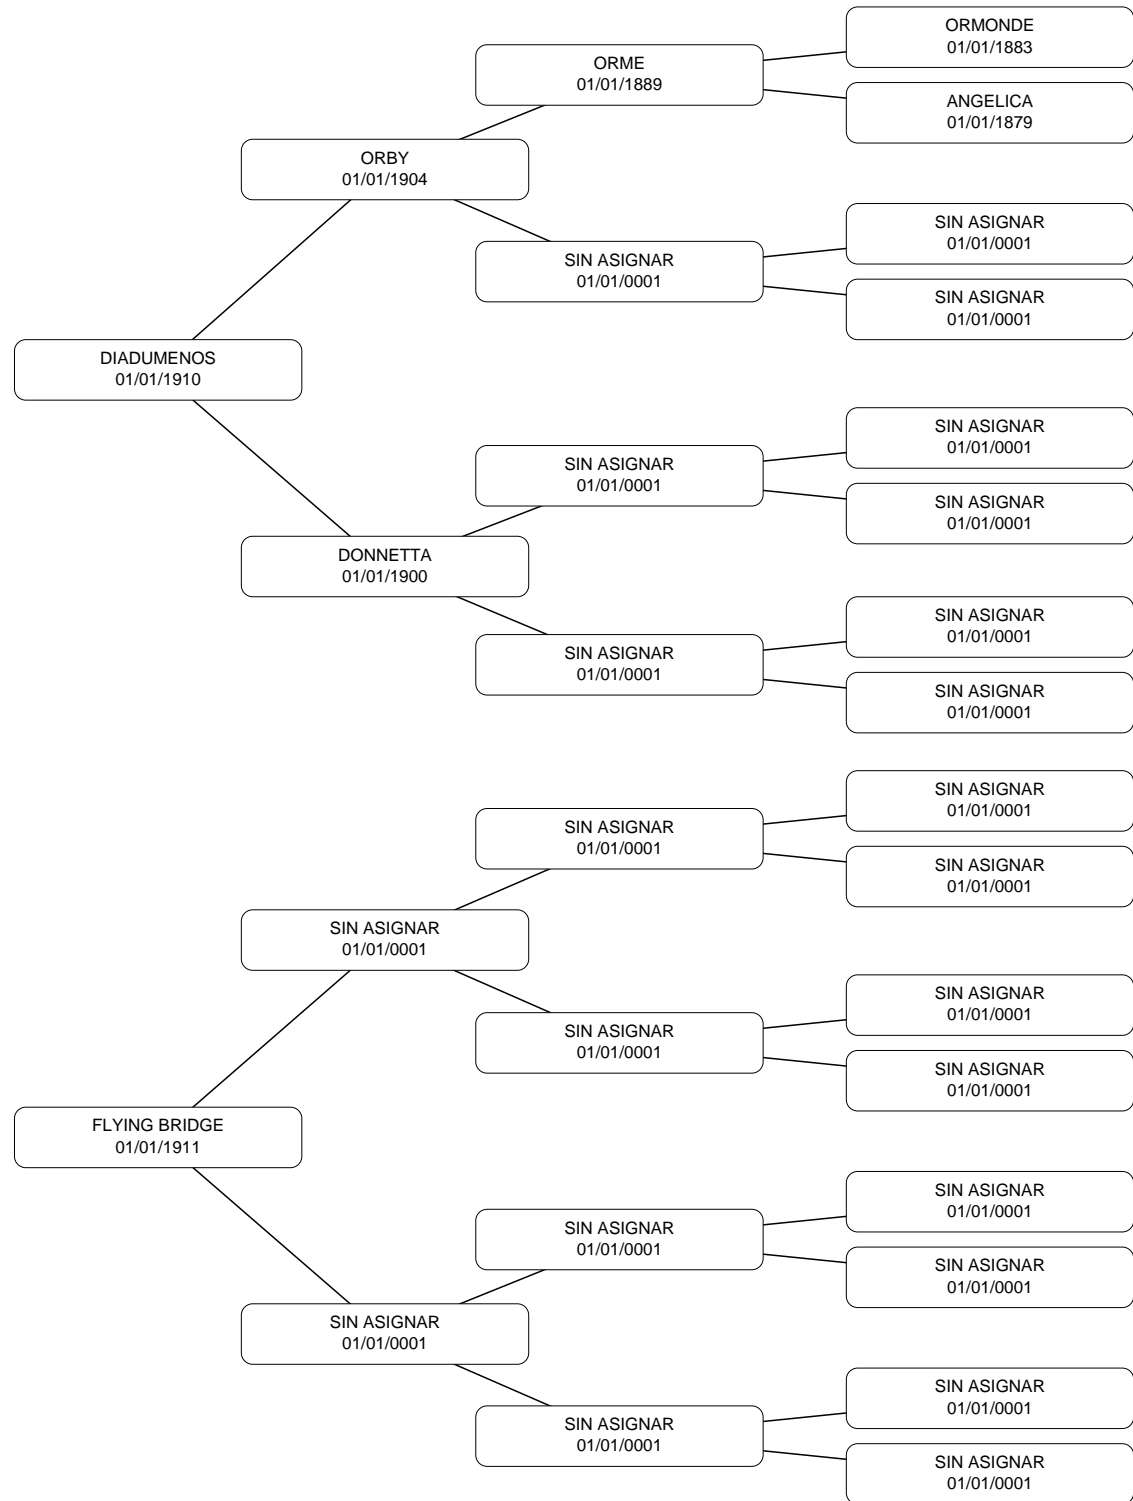 ORMONDE
01/01/1883
ORME
01/01/1889
ANGELICA
01/01/1879
ORBY
01/01/1904
SIN ASIGNAR
01/01/0001
SIN ASIGNAR
01/01/0001
SIN ASIGNAR
01/01/0001
DIADUMENOS
01/01/1910
SIN ASIGNAR
01/01/0001
SIN ASIGNAR
01/01/0001
SIN ASIGNAR
01/01/0001
DONNETTA
01/01/1900
SIN ASIGNAR
01/01/0001
SIN ASIGNAR
01/01/0001
SIN ASIGNAR
01/01/0001
SIN ASIGNAR
01/01/0001
SIN ASIGNAR
01/01/0001
SIN ASIGNAR
01/01/0001
SIN ASIGNAR
01/01/0001
SIN ASIGNAR
01/01/0001
SIN ASIGNAR
01/01/0001
SIN ASIGNAR
01/01/0001
FLYING BRIDGE
01/01/1911
SIN ASIGNAR
01/01/0001
SIN ASIGNAR
01/01/0001
SIN ASIGNAR
01/01/0001
SIN ASIGNAR
01/01/0001
SIN ASIGNAR
01/01/0001
SIN ASIGNAR
01/01/0001
SIN ASIGNAR
01/01/0001